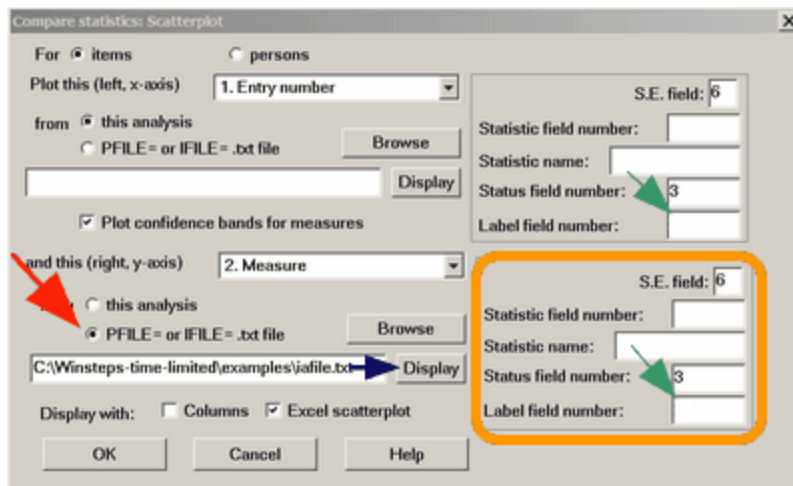 Compare statistics: Scatterplot
For items persons
Plot this (left, x-axis) 1. Entry number
S.E. field: 6
from this analysis
Statistic field number:
PFILE= or IFILE= .txt file Browse
Statistic name:
Display
Status field number: 3
Plot confidence bands for measures
Label field number:
and this (right, y-axis) 2. Measure
S.E. field: 6
this analysis
Statistic field number:
PFILE= or IFILE= .txt file Browse
Statistic name:
C:\Winsteps-time-limited\examples\iafile.txt Display
Status field number: 3
Display with: Columns Excel scatterplot
Label field number:
OK Cancel Help